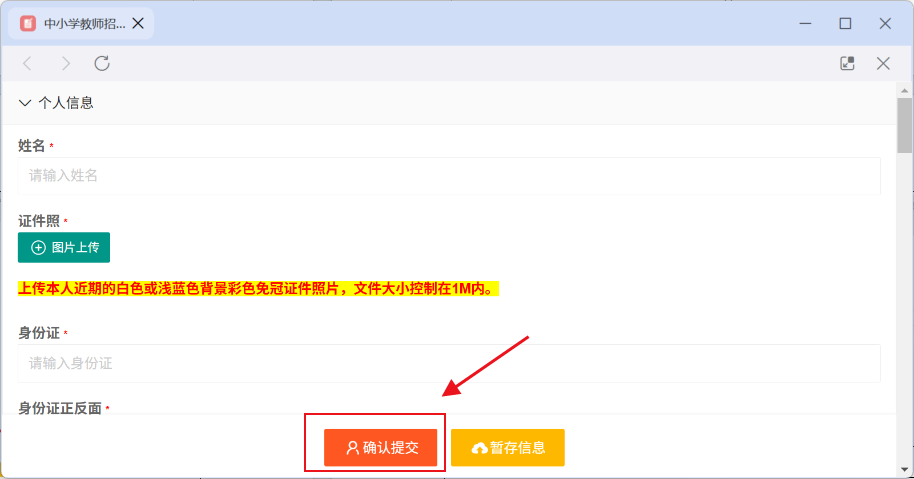 中小学教师招...
个人信息
姓名 *
请输入姓名
证件照 *
图片上传
上传本人近期的白色或浅蓝色背景彩色免冠证件照片，文件大小控制在1M内。
身份证 *
请输入身份证
身份证正反面 *
确认提交
暂存信息